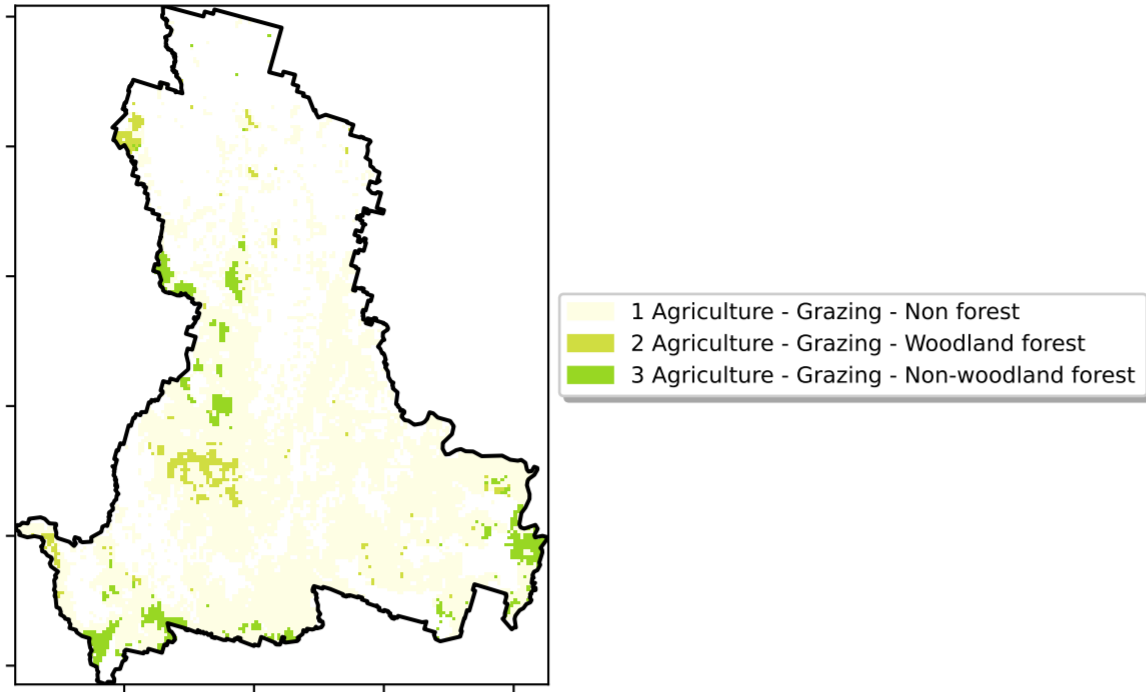 1 Agriculture - Grazing - Non forest
2 Agriculture - Grazing - Woodland forest
3 Agriculture - Grazing - Non-woodland forest